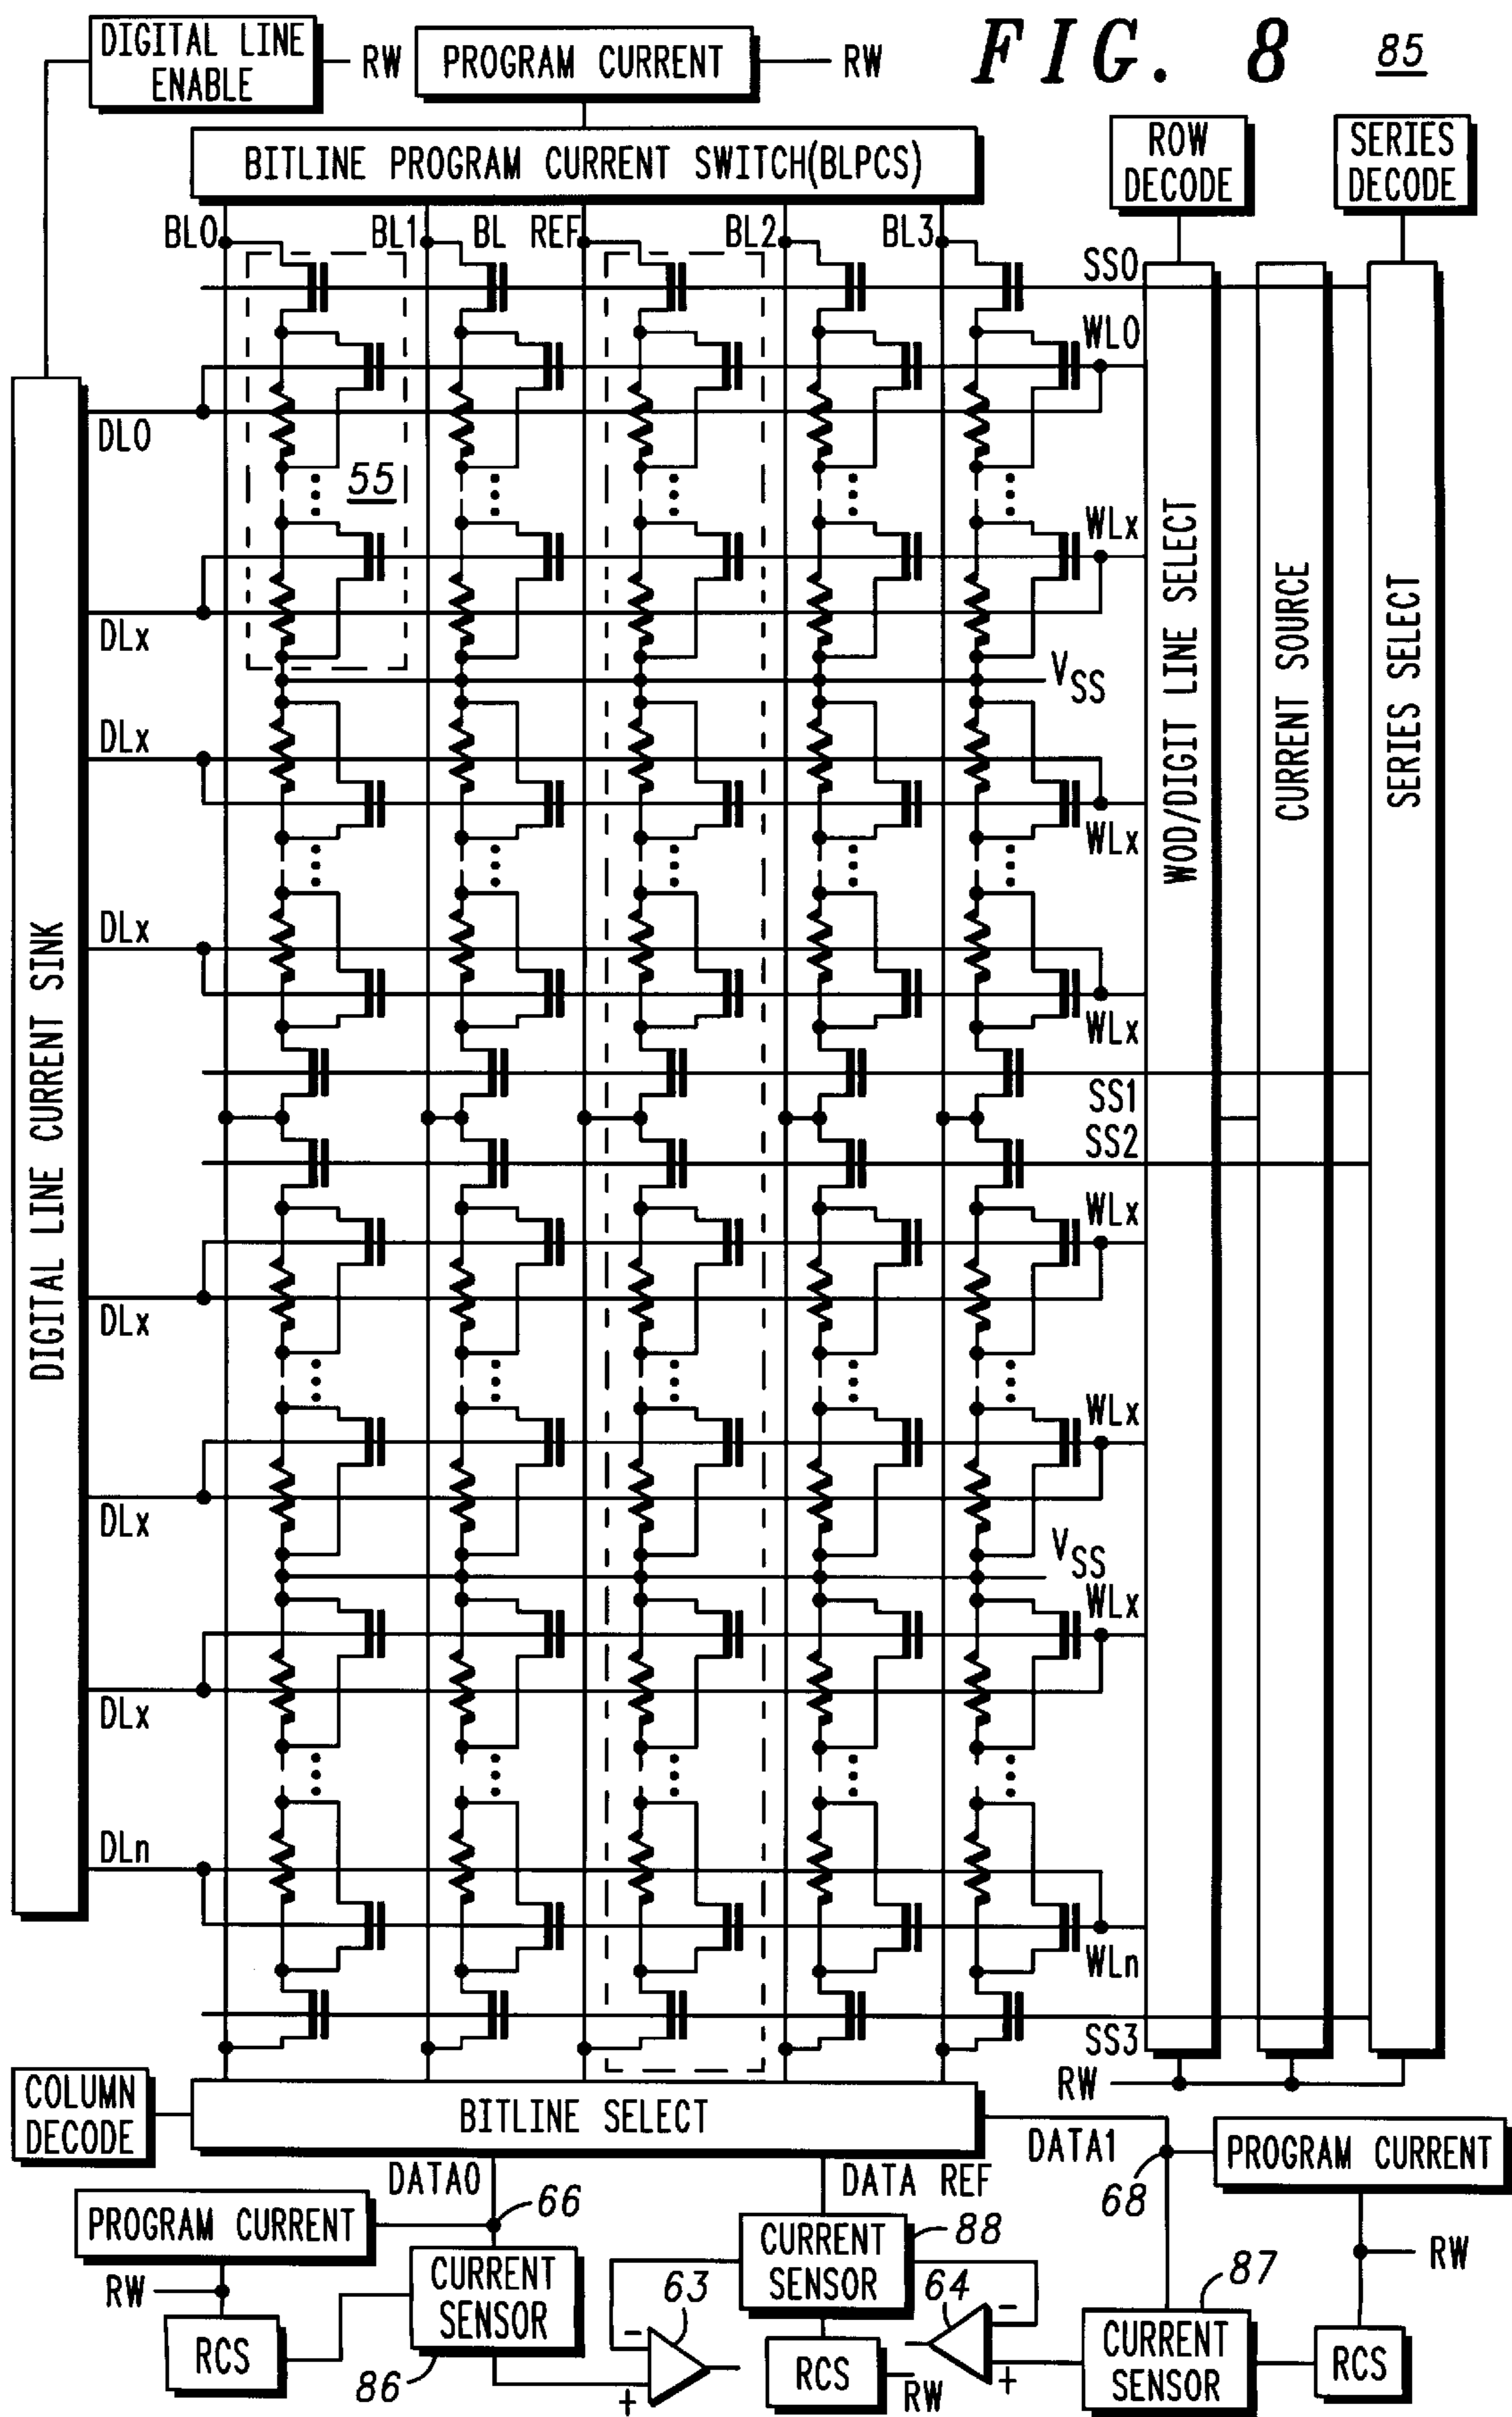 FIG. 8
85
DIGITAL LINE
ENABLE
RW
PROGRAM CURRENT
RW
BITLINE PROGRAM CURRENT SWITCH(BLPCS)
ROW
DECODE
SERIES
DECODE
BL0
BL1
BL REF
BL2
BL3
SS0
WL0
DL0
55
WLx
DLx
VSS
DLx
WLx
DLx
WLx
SS1
SS2
WLx
DLx
WLx
DLx
VSS
WLx
DLx
DLn
WLn
SS3
DIGITAL LINE CURRENT SINK
WOD/DIGIT LINE SELECT
CURRENT SOURCE
SERIES SELECT
RW
COLUMN
DECODE
BITLINE SELECT
DATA0
DATA REF
DATA1
66
68
PROGRAM CURRENT
PROGRAM CURRENT
RW
RCS
CURRENT
SENSOR
86
63
-
+
CURRENT
SENSOR
88
RCS
RW
64
-
+
CURRENT
SENSOR
87
RW
RCS